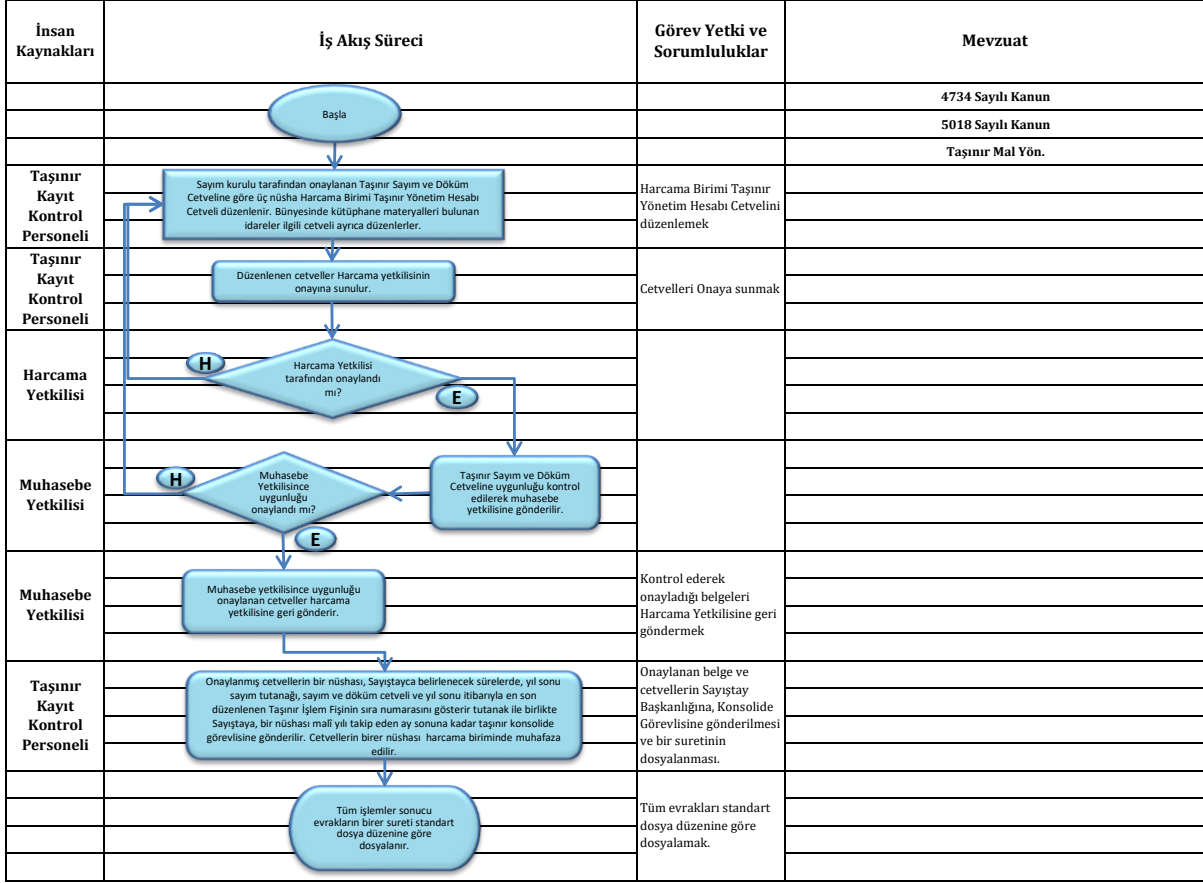 İnsan
Kaynakları
İş Akış Süreci
Görev Yetki ve
Sorumluluklar
Mevzuat
Başla
4734 Sayılı Kanun
5018 Sayılı Kanun
Taşınır Mal Yön.
Taşınır
Kayıt
Kontrol
Personeli
Sayım kurulu tarafından onaylanan Taşınır Sayım ve Döküm
Cetveline göre üç nüsha Harcama Birimi Taşınır Yönetim Hesabı
Cetveli düzenlenir. Bünyesinde kütüphane materyalleri bulunan
idareler ilgili cetveli ayrıca düzenlerler.
Harcama Birimi Taşınır
Yönetim Hesabı Cetvelini
düzenlemek
Taşınır
Kayıt
Kontrol
Personeli
Düzenlenen cetveller Harcama yetkilisinin
onayına sunulur.
Cetvelleri Onaya sunmak
Harcama
Yetkilisi
H
Harcama Yetkilisi
tarafından onaylandı
mı?
E
Muhasebe
Yetkilisi
H
Muhasebe
Yetkilisince
uygunluğu
onaylandı mı?
E
Taşınır Sayım ve Döküm
Cetveline uygunluğu kontrol
edilerek muhasebe
yetkilisine gönderilir.
Muhasebe
Yetkilisi
Muhasebe yetkilisince uygunluğu
onaylanan cetveller harcama
yetkilisine geri gönderir.
Kontrol ederek
onayladığı belgeleri
Harcama Yetkilisine geri
göndermek
Taşınır
Kayıt
Kontrol
Personeli
Onaylanmış cetvellerin bir nüshası, Sayıştayca belirlenecek sürelerde, yıl sonu
sayım tutanağı, sayım ve döküm cetveli ve yıl sonu itibarıyla en son
düzenlenen Taşınır İşlem Fişinin sıra numarasını gösterir tutanak ile birlikte
Sayıştaya, bir nüshası malî yılı takip eden ay sonuna kadar taşınır konsolide
görevlisine gönderilir. Cetvellerin birer nüshası harcama biriminde muhafaza
edilir.
Onaylanan belge ve
cetvellerin Sayıştay
Başkanlığına, Konsolide
Görevlisine gönderilmesi
ve bir suretinin
dosyalanması.
Tüm işlemler sonucu
evrakların birer sureti standart
dosya düzenine göre
dosyalanır.
Tüm evrakları standart
dosya düzenine göre
dosyalamak.